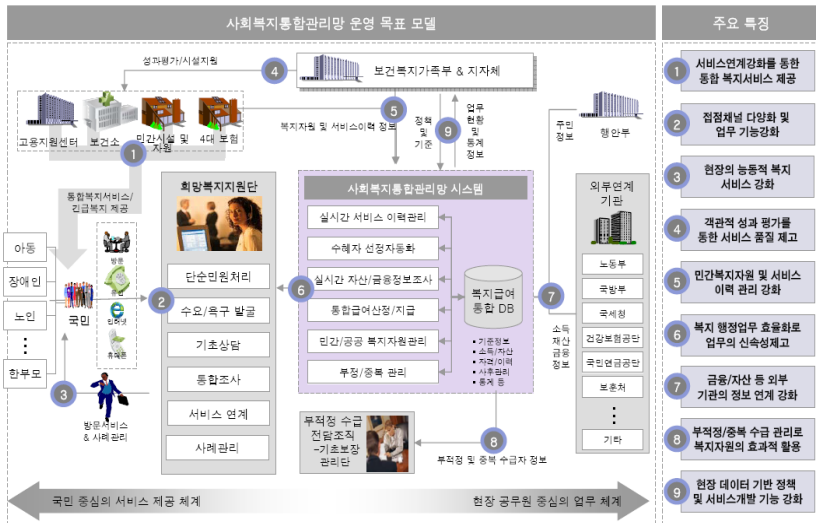 사회복지통합관리망 운영 목표 모델
성과평가/시설지원
4
보건복지가족부 & 지자체
고용지원센터
보건소
민간시설 및
자원
4대 보험
1
5
복지자원 및 서비스이력 정보
정책
및
기준
9
업무
현황
및
통계
정보
주민
정보
행안부
통합복지서비스/
긴급복지 제공
아동
장애인
노인
한부모
국민
방문
인터넷
휴대폰
3
방문서비스
& 사례관리
2
희망복지지원단
단순민원처리
수요/욕구 발굴
기초상담
통합조사
서비스 연계
사례관리
6
사회복지통합관리망 시스템
실시간 서비스 이력관리
수혜자 선정자동화
실시간 자산/금융정보조사
통합급여산정/지급
민간/공공 복지자원관리
부정/중복 관리
복지급여
통합 DB
• 기준정보
• 소득/자산
• 자격/이력
• 사후관리
• 통계 등
7
소득
재산
금융
정보
외부연계
기관
노동부
국방부
국세청
건강보험공단
국민연금공단
보훈처
기타
부적정 수급
전담조직
-기초보장
관리단
8
부적정 및 중복 수급자 정보
국민 중심의 서비스 제공 체계
현장 공무원 중심의 업무 체계
주요 특징
1 서비스연계강화를 통한
통합 복지서비스 제공
2 접점채널 다양화 및
업무 기능강화
3 현장의 능동적 복지
서비스 강화
4 객관적 성과 평가를
통한 서비스 품질 제고
5 민간복지자원 및 서비스
이력 관리 강화
6 복지 행정업무 효율화로
업무의 신속성제고
7 금융/자산 등 외부
기관의 정보 연계 강화
8 부적정/중복 수급 관리로
복지자원의 효과적 활용
9 현장 데이터 기반 정책
및 서비스개발 기능 강화